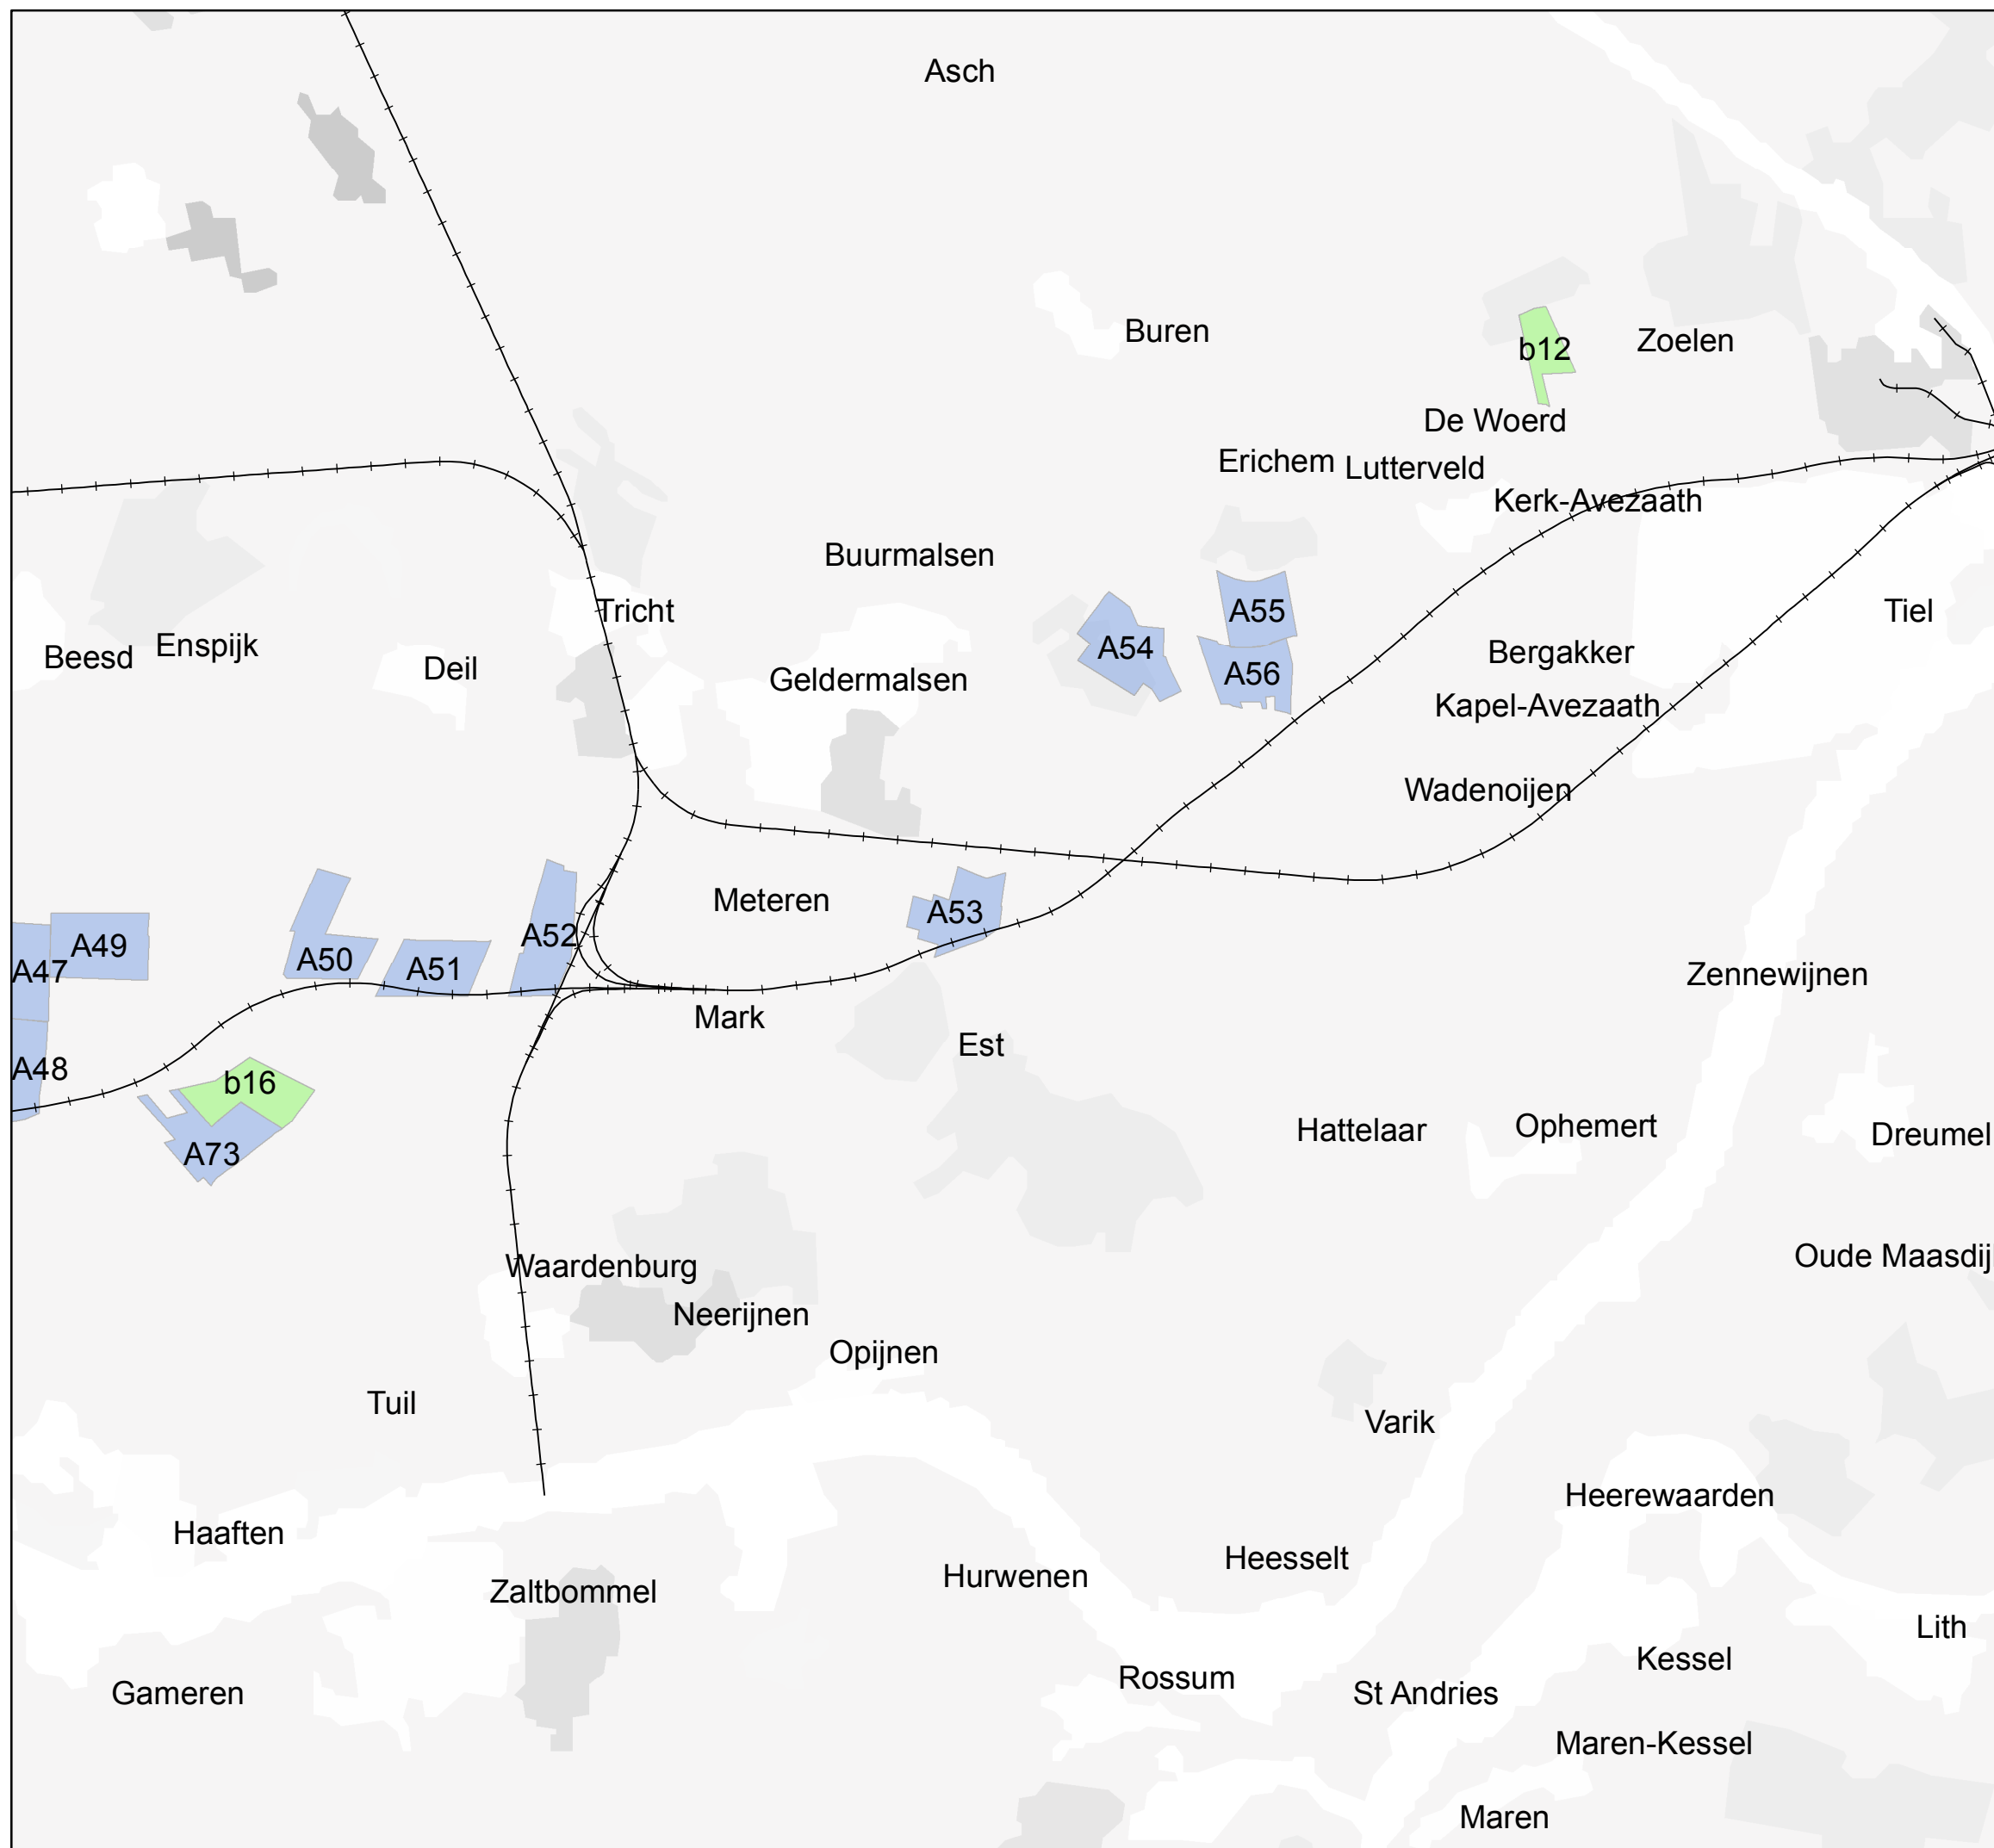 Asch
Buren
b12
Zoelen
De Woerd
Erichem
Lutterveld
Kerk-Avezaath
Buurmalsen
Tricht
A55
Tiel
Beesd
Enspijk
Deil
Geldermalsen
A54
A56
Bergakker
Kapel-Avezaath
Wadenoijen
Meteren
A53
A52
A49
A47
A50
A51
Zennewijnen
Mark
Est
A48
b16
A73
Hattelaar
Ophemert
Dreumel
Oude Maasdij
Waardenburg
Neerijnen
Opijnen
Tuil
Varik
Heerewaarden
Haaften
Heesselt
Hurwenen
Zaltbommel
Lith
Kessel
Rossum
St Andries
Gameren
Maren-Kessel
Maren